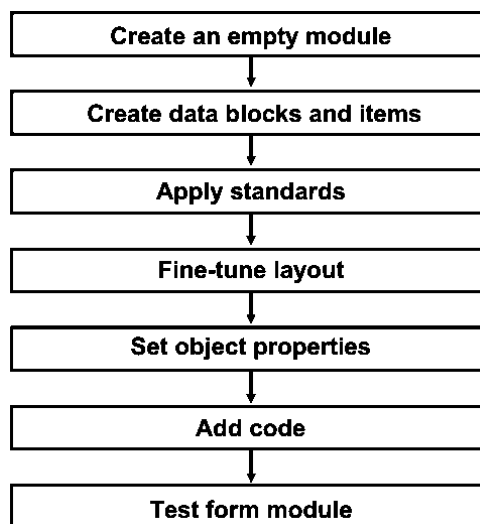 Create an empty module
Create data blocks and items
Apply standards
Fine-tune layout
Set object properties
Add code
Test form module